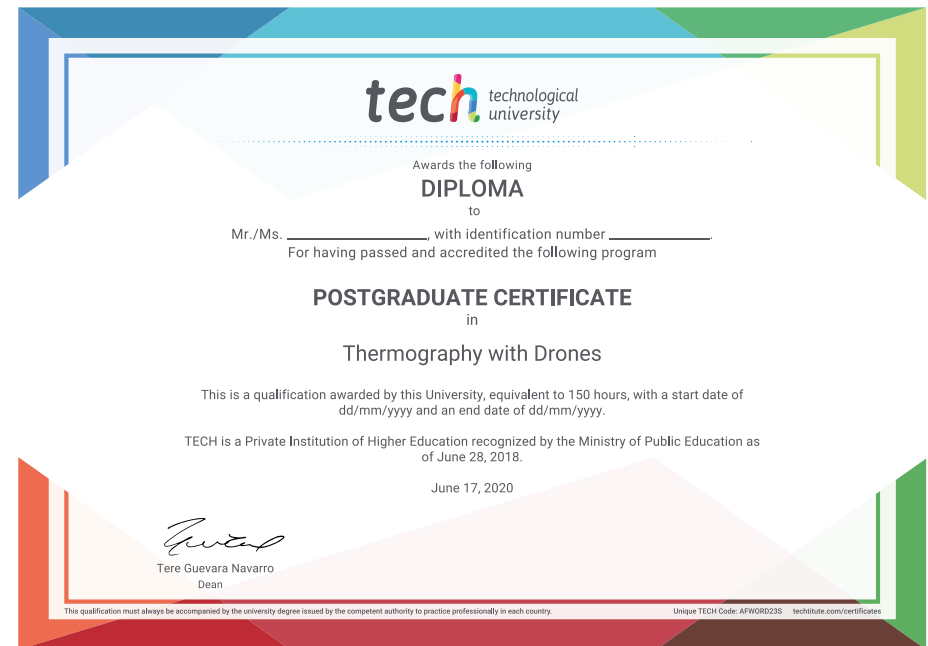 tech technological
university
Awards the following
DIPLOMA
to
Mr./Ms. __________________, with identification number _____________.
For having passed and accredited the following program
POSTGRADUATE CERTIFICATE
in
Thermography with Drones
This is a qualification awarded by this University, equivalent to 150 hours, with a start date of
dd/mm/yyyy and an end date of dd/mm/yyyy.
TECH is a Private Institution of Higher Education recognized by the Ministry of Public Education as
of June 28, 2018.
June 17, 2020
Tere Guevara Navarro
Dean
This qualification must always be accompanied by the university degree issued by the competent authority to practice professionally in each country.
Unique TECH Code: AFWORD23S techtitute.com/certificates